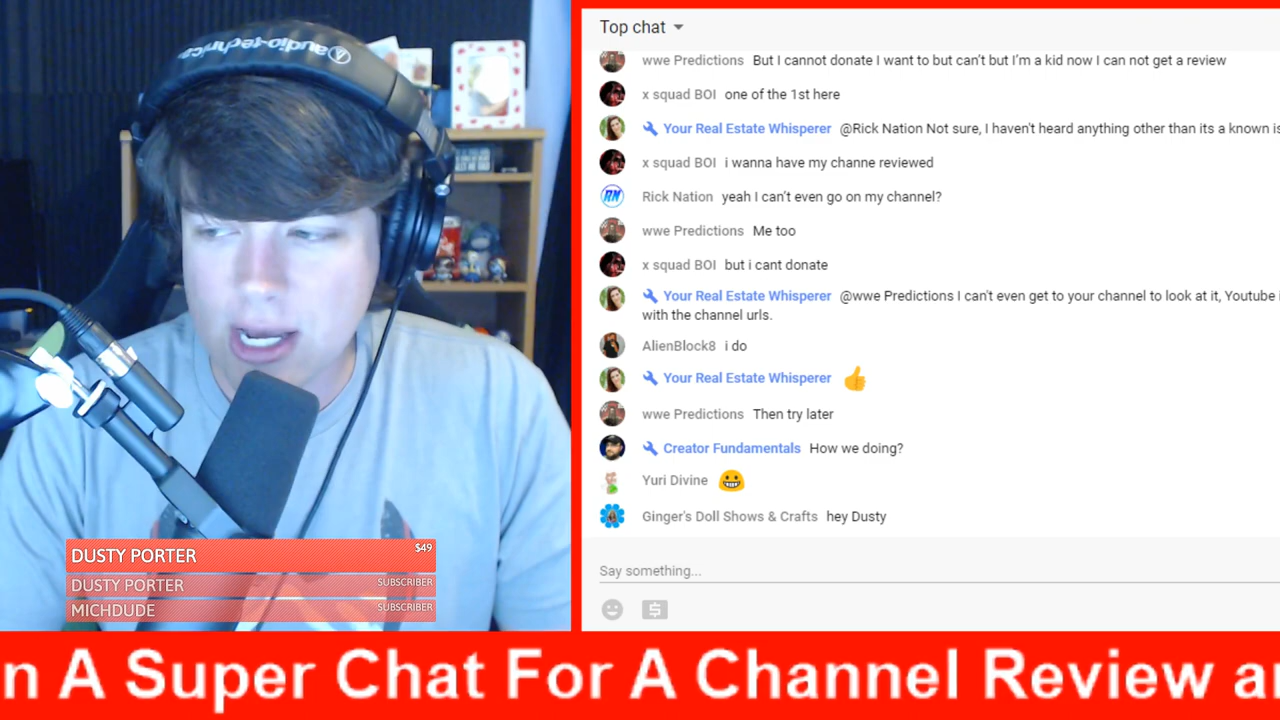 audio-technica
Top chat
wwe Predictions But I cannot donate I want to but can't but I'm a kid now I can not get a review
x squad BOI one of the 1st here
Your Real Estate Whisperer @Rick Nation Not sure, I haven't heard anything other than its a known is
x squad BOI i wanna have my channe reviewed
RN Rick Nation yeah I can't even go on my channel?
wwe Predictions Me too
x squad BOI but i cant donate
Your Real Estate Whisperer @wwe Predictions I can't even get to your channel to look at it, Youtube i
with the channel urls.
AlienBlock8 i do
Your Real Estate Whisperer 👍
wwe Predictions Then try later
Creator Fundamentals How we doing?
Yuri Divine 😀
Ginger's Doll Shows & Crafts hey Dusty
Say something...
DUSTY PORTER $49
DUSTY PORTER SUBSCRIBER
MICHDUDE SUBSCRIBER
n A Super Chat For A Channel Review an